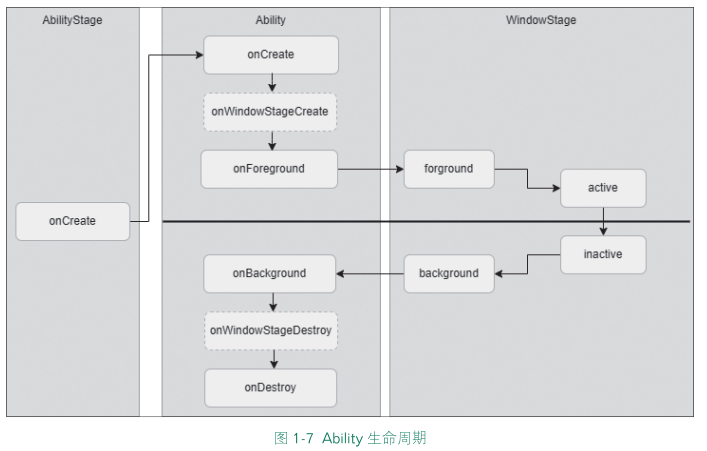 AbilityStage
Ability
WindowStage
onCreate
onWindowStageCreate
onForeground
forground
active
onCreate
inactive
background
onBackground
onWindowStageDestroy
onDestroy
图 1-7 Ability 生命周期